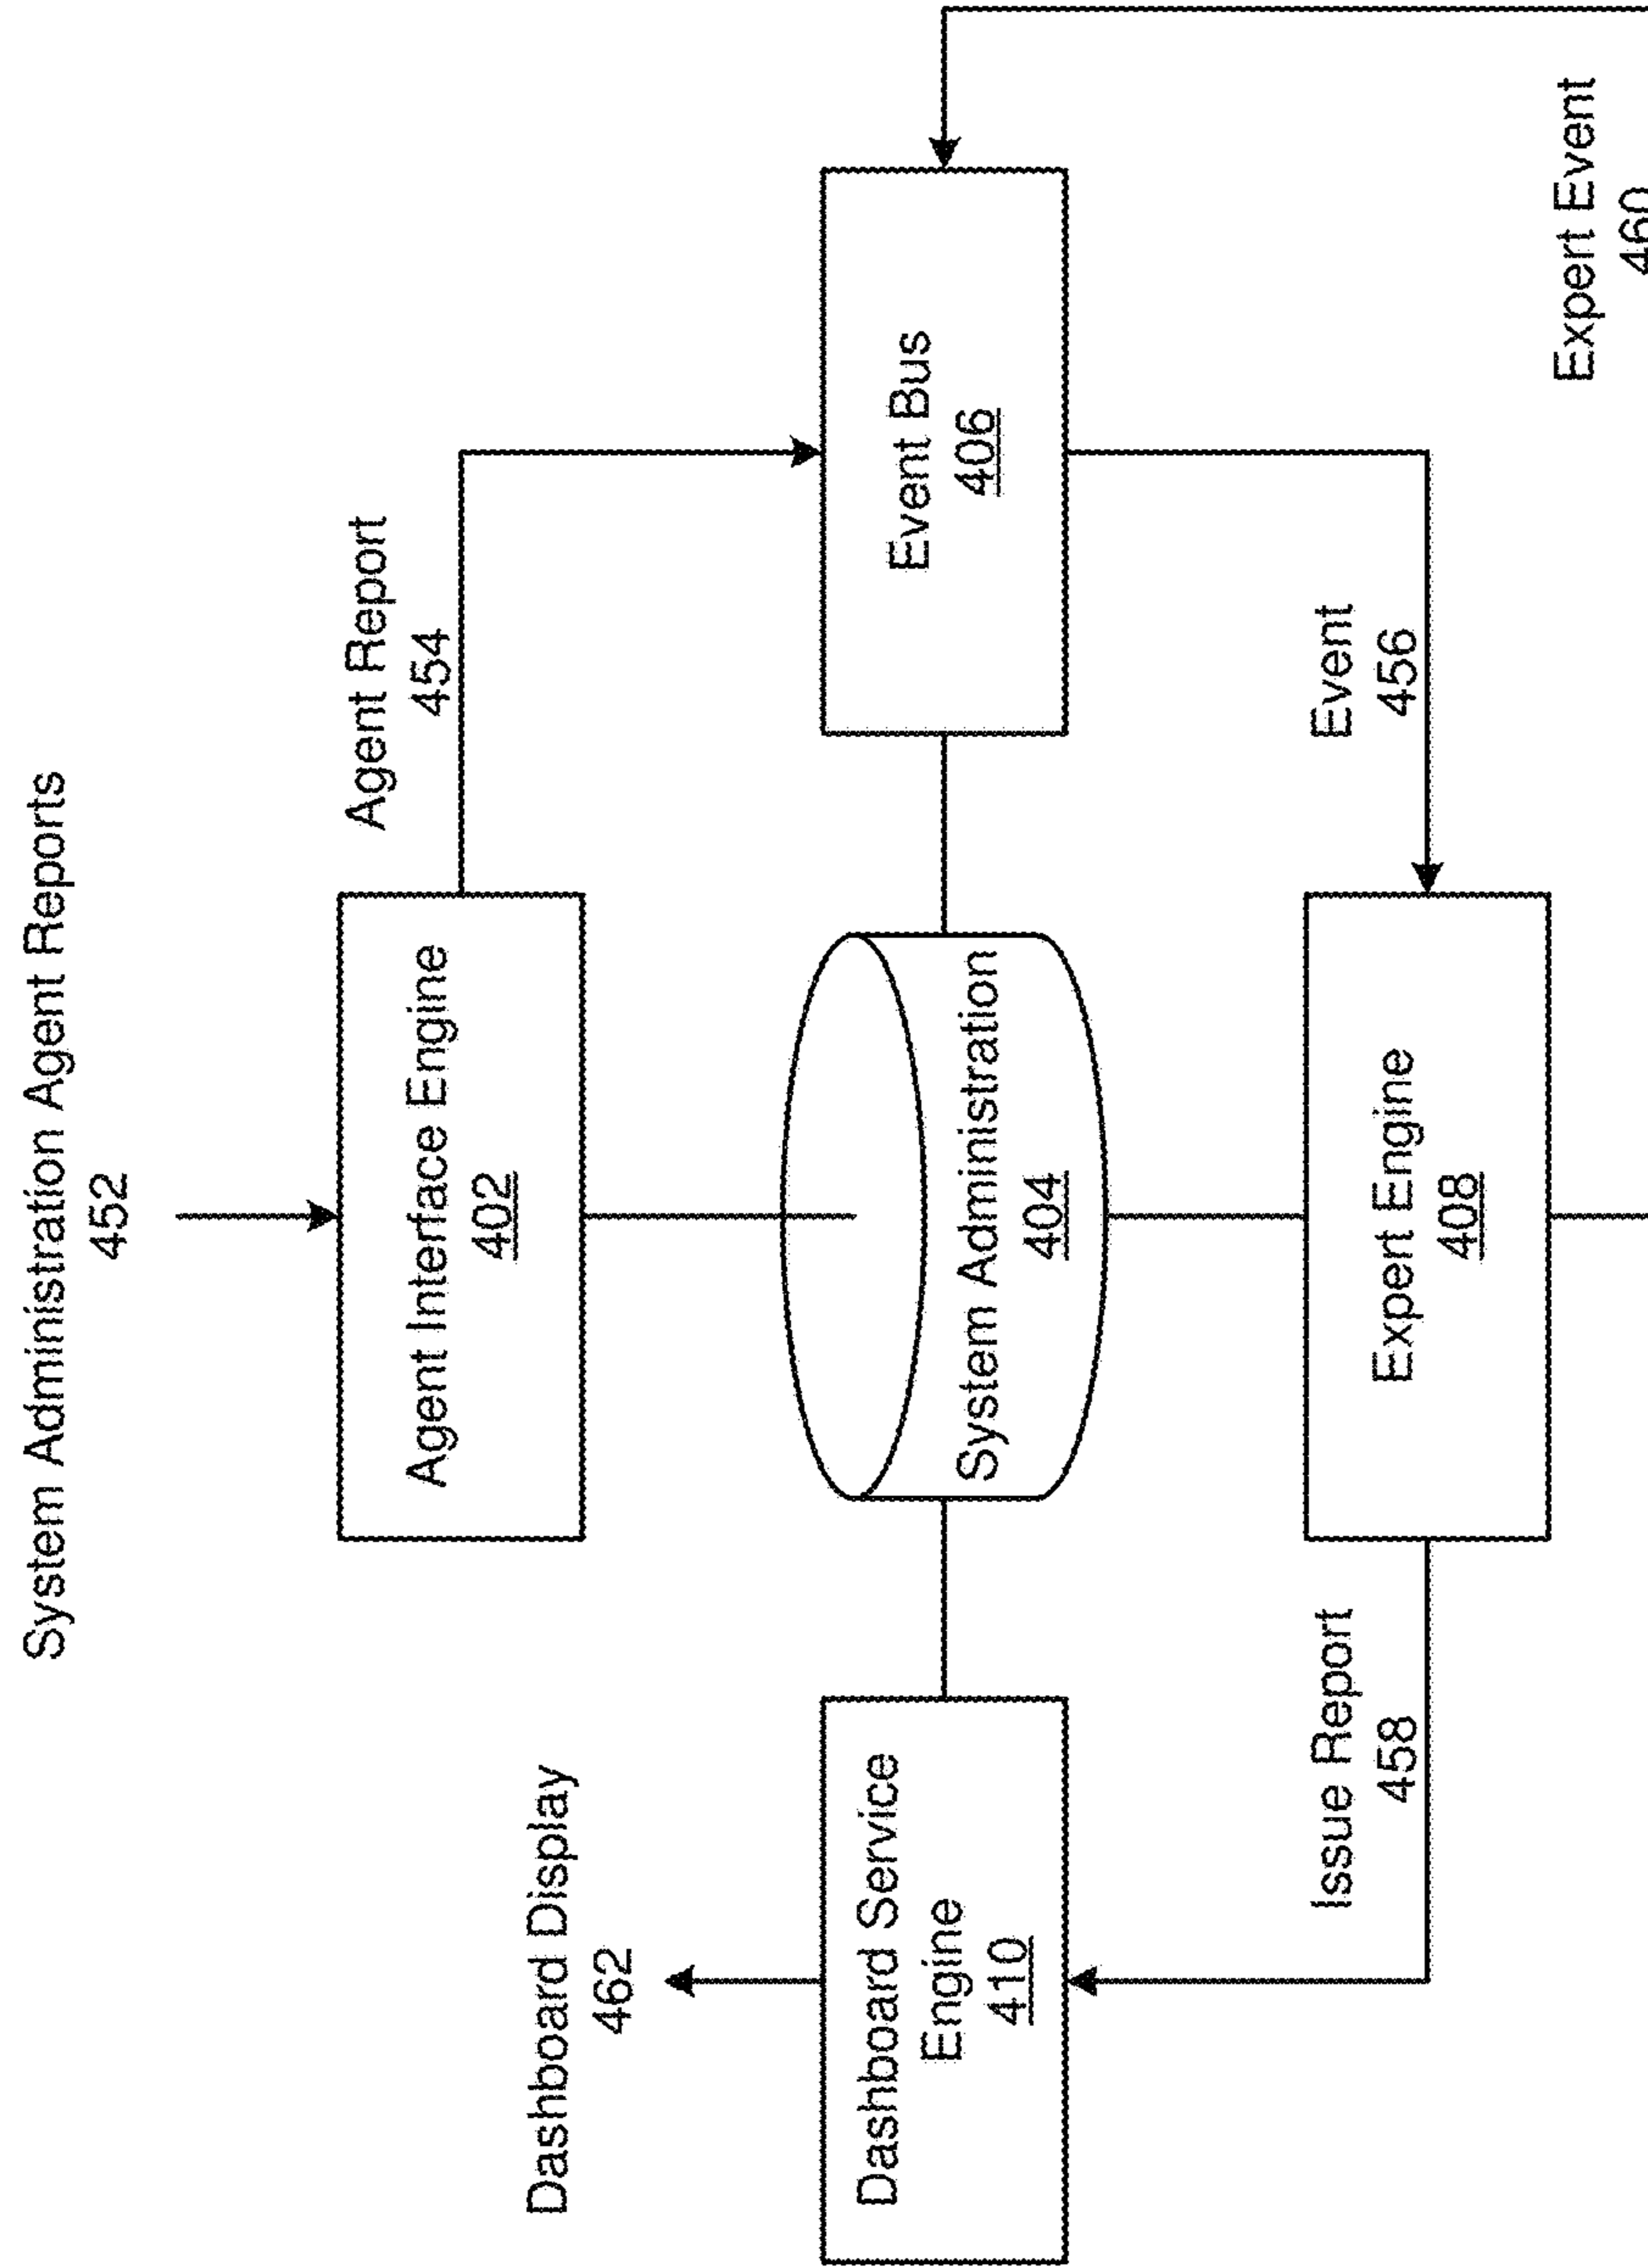 System Administration Agent Reports
452
Agent Report
454
Agent Interface Engine
402
Dashboard Display
462
Dashboard Service
Engine
410
System Administration
404
Event Bus
406
Issue Report
458
Event
456
Expert Engine
408
Expert Event
460